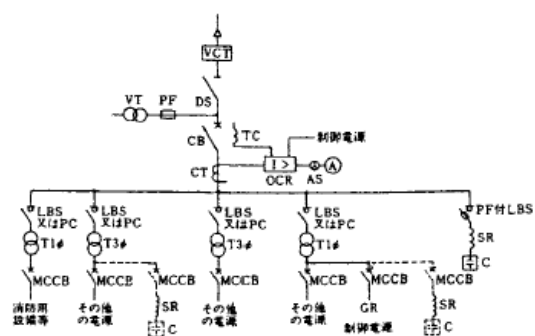 VCT
VT PF DS
CB TC 制御電源
CT I > A
OCR AS
LBS 又はPC LBS 又はPC LBS 又はPC LBS 又はPC PF付LBS
T1φ T3φ T3φ T1φ SR
C
MCCB MCCB MCCB MCCB MCCB MCCB MCCB
消防用 設備等 その他 の電源 SR その他 の電源 その他 の電源 GR SR
制御電源
C C